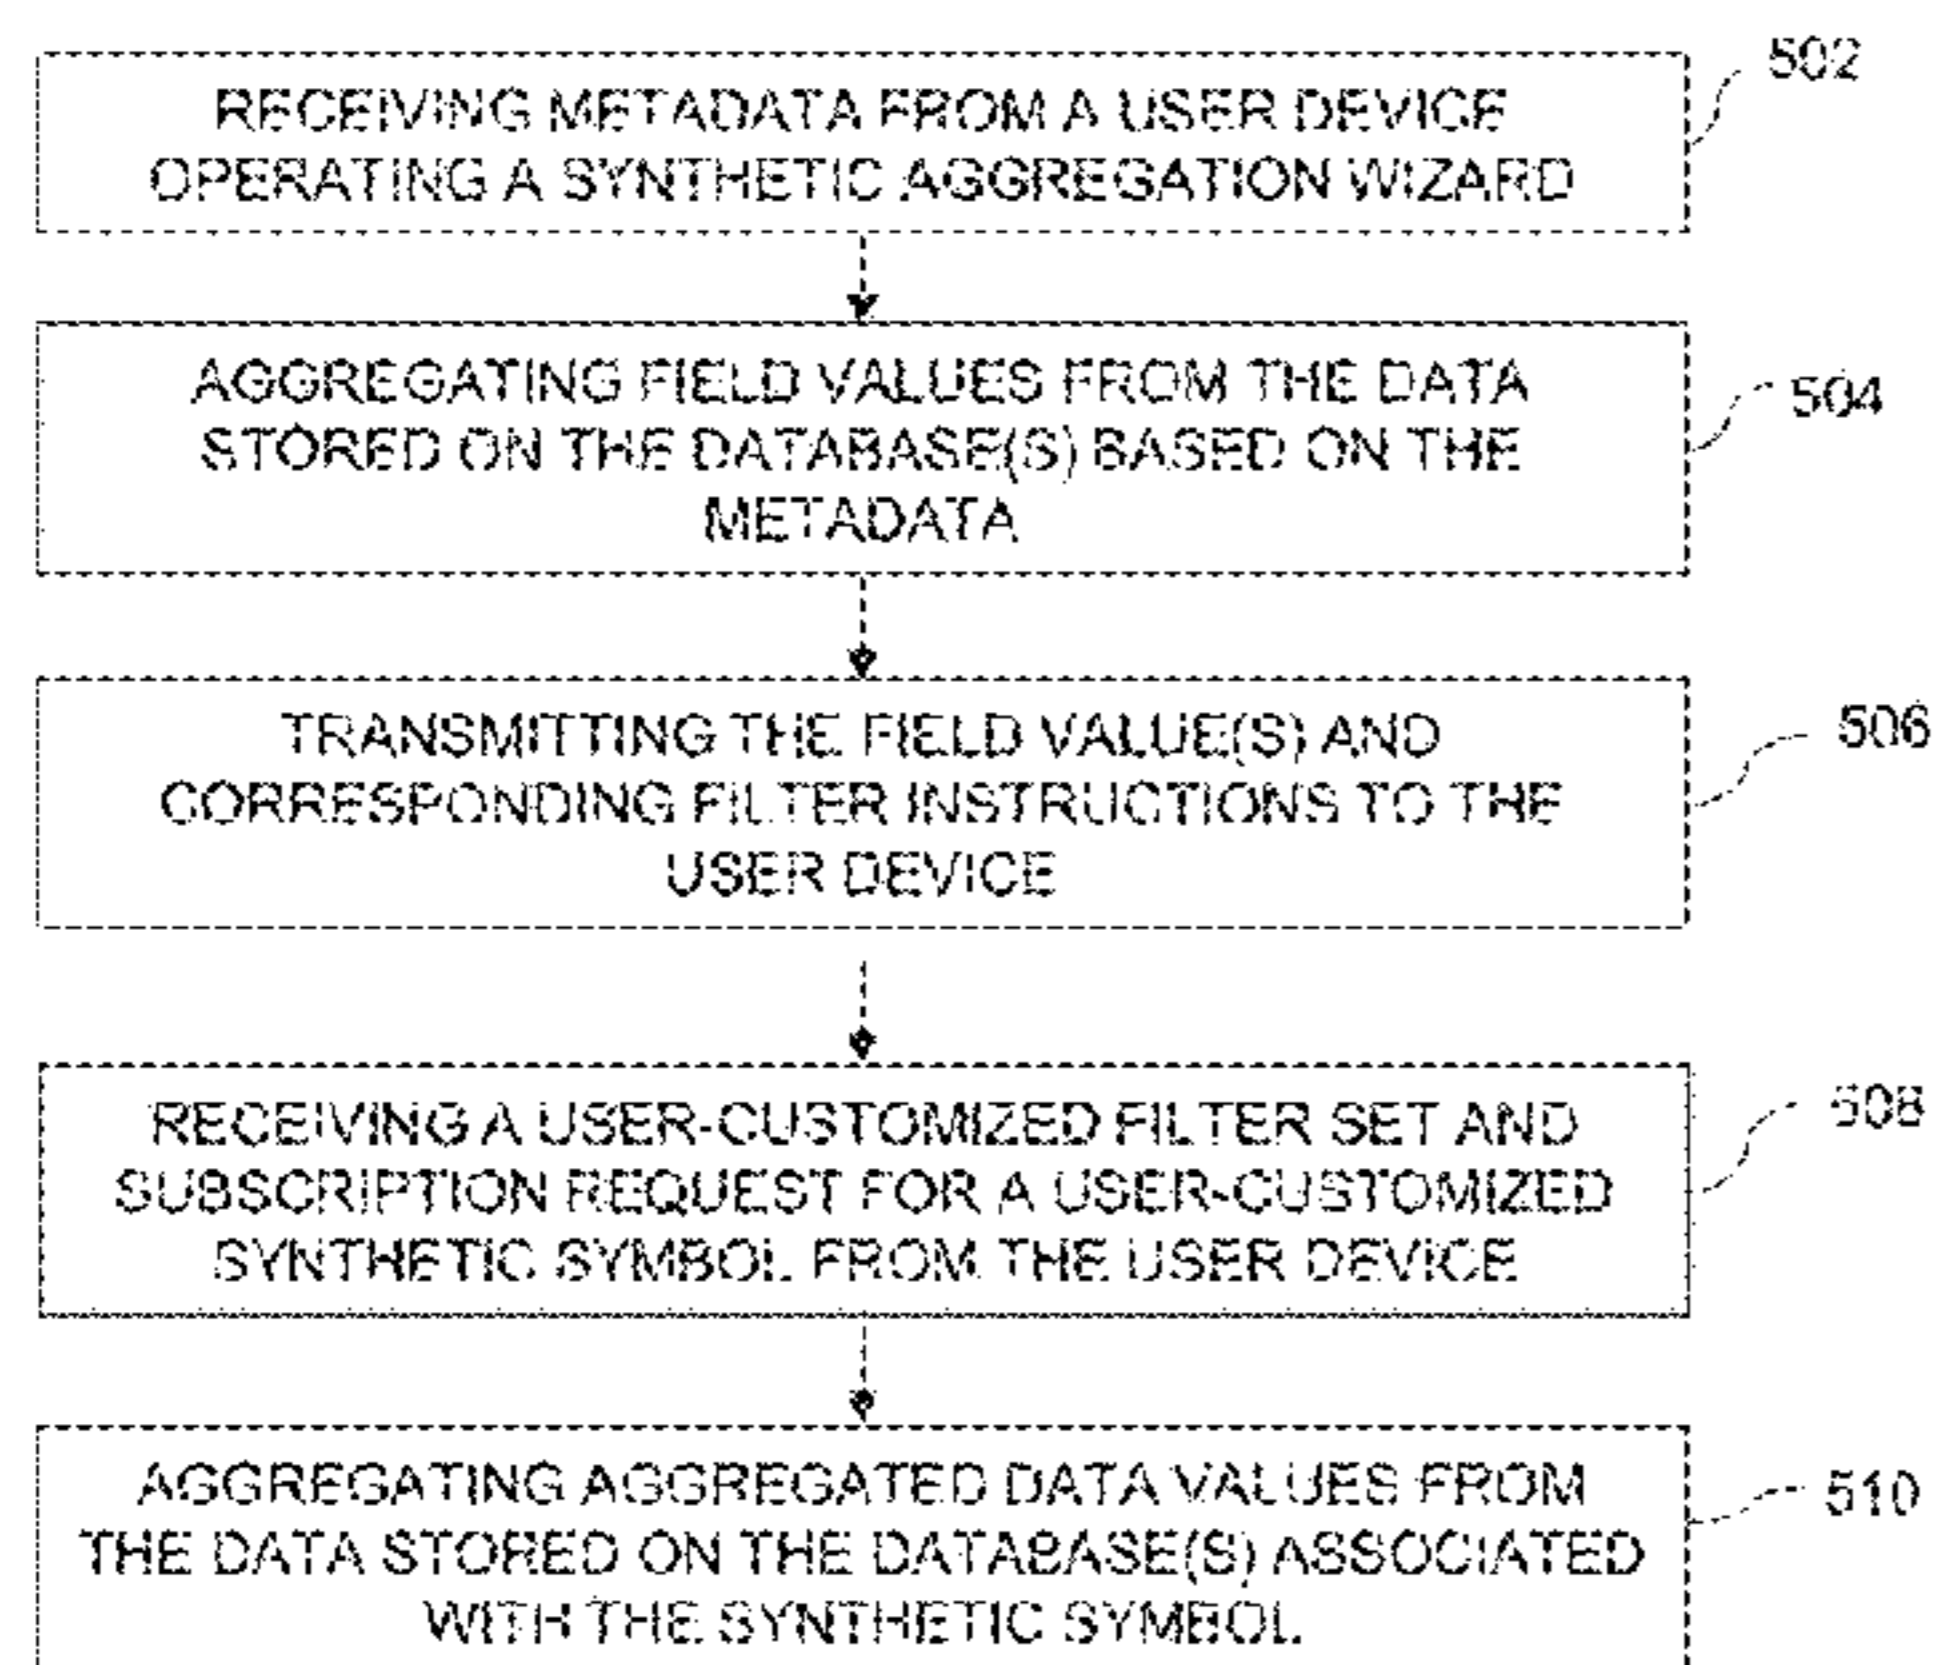 502
RECEIVING METADATA FROM A USER DEVICE
OPERATING A SYNTHETIC AGGREGATION WIZARD
AGGREGATING FIELD VALUES FROM THE DATA
504
STORED ON THE DATABASE(S) BASED ON THE
METADATA
TRANSMITTING THE FIELD VALUE(S) AND
506
CORRESPONDING FILTER INSTRUCTIONS TO THE
USER DEVICE
RECEIVING A USER-CUSTOMIZED FILTER SET AND
508
SUBSCRIPTION REQUEST FOR A USER-CUSTOMIZED
SYNTHETIC SYMBOL FROM THE USER DEVICE
AGGREGATING AGGREGATED DATA VALUES FROM
510
THE DATA STORED ON THE DATABASE(S) ASSOCIATED
WITH THE SYNTHETIC SYMBOL